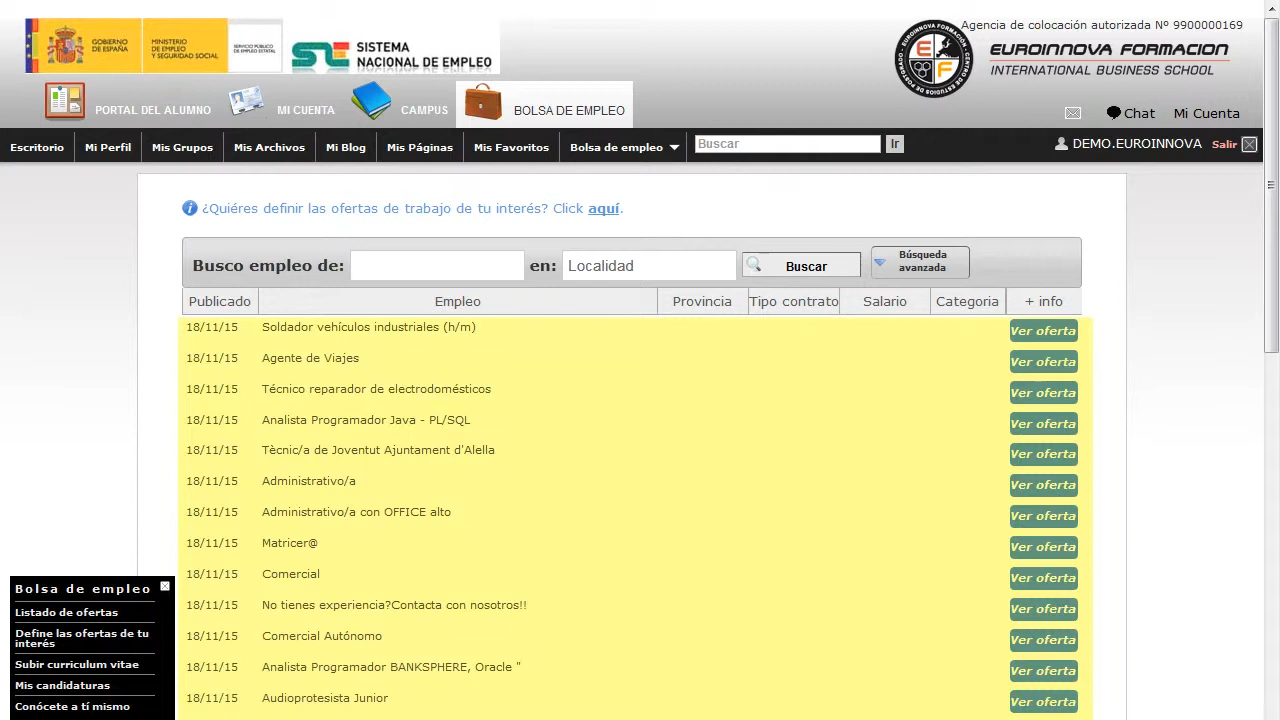 GOBIERNO DE ESPAÑA
MINISTERIO DE EMPLEO Y SEGURIDAD SOCIAL
SERVICIO PÚBLICO DE EMPLEO ESTATAL
SISTEMA NACIONAL DE EMPLEO
Agencia de colocación autorizada Nº 9900000169
EUROINNOVA FORMACION
INTERNATIONAL BUSINESS SCHOOL
PORTAL DEL ALUMNO
MI CUENTA
CAMPUS
BOLSA DE EMPLEO
Chat
Mi Cuenta
Escritorio
Mi Perfil
Mis Grupos
Mis Archivos
Mi Blog
Mis Páginas
Mis Favoritos
Bolsa de empleo
Buscar
Ir
DEMO.EUROINNOVA
Salir
¿Quiéres definir las ofertas de trabajo de tu interés? Click aquí.
Busco empleo de:
en:
Localidad
Buscar
Búsqueda avanzada
Publicado Empleo Provincia Tipo contrato Salario Categoria + info
18/11/15 Soldador vehículos industriales (h/m) Ver oferta
18/11/15 Agente de Viajes Ver oferta
18/11/15 Técnico reparador de electrodomésticos Ver oferta
18/11/15 Analista Programador Java - PL/SQL Ver oferta
18/11/15 Tècnic/a de Joventut Ajuntament d'Alella Ver oferta
18/11/15 Administrativo/a Ver oferta
18/11/15 Administrativo/a con OFFICE alto Ver oferta
18/11/15 Matricer@ Ver oferta
18/11/15 Comercial Ver oferta
18/11/15 No tienes experiencia?Contacta con nosotros!! Ver oferta
18/11/15 Comercial Autónomo Ver oferta
18/11/15 Analista Programador BANKSPHERE, Oracle " Ver oferta
18/11/15 Audioprotesista Junior Ver oferta
Bolsa de empleo
Listado de ofertas
Define las ofertas de tu
interés
Subir curriculum vitae
Mis candidaturas
Conócete a tí mismo